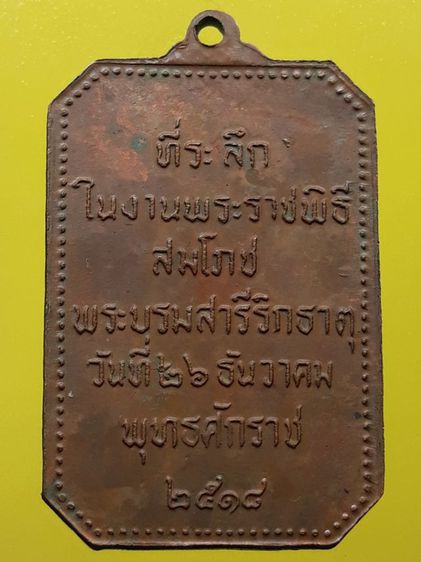 ที่ระลึก
ในงานพระราชพิธี
สมโภช
พระบรมสารีริกธาตุ
วันที่ ๒๖ ธันวาคม
พุทธศักราช
๒๕๑๔